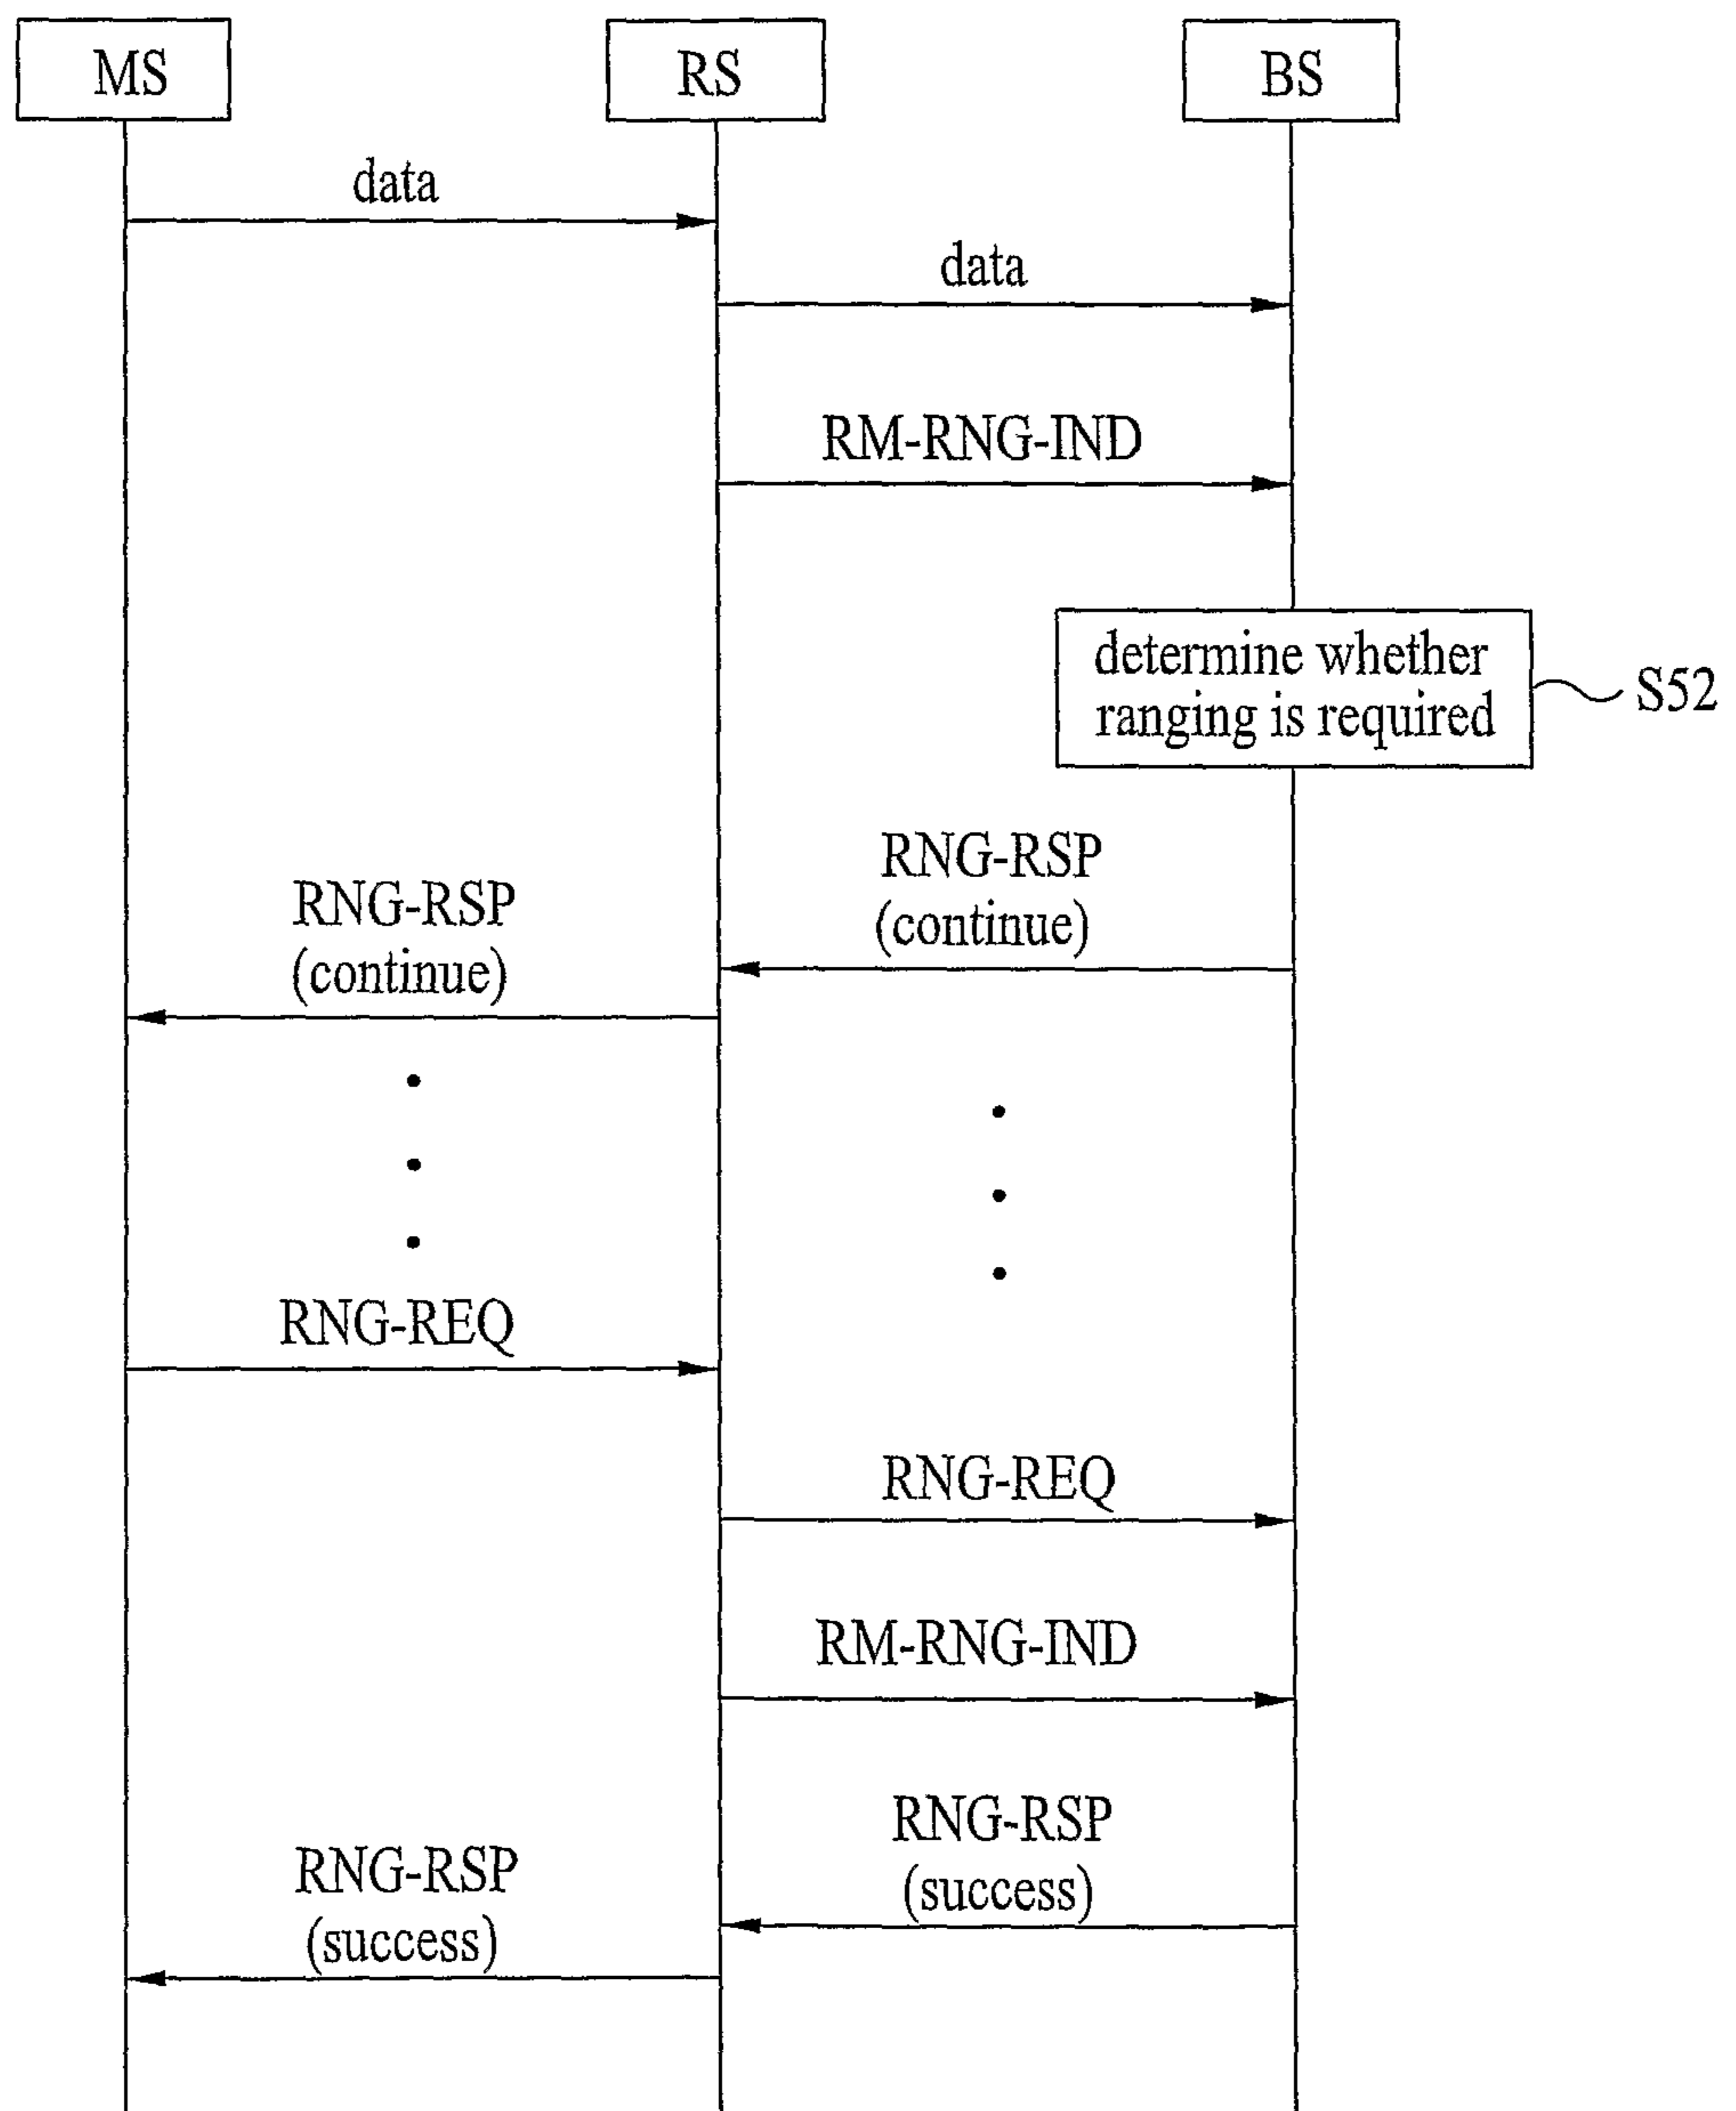 MS
RS
BS
data
data
RM-RNG-IND
determine whether
ranging is required
S52
RNG-RSP
(continue)
RNG-RSP
(continue)
RNG-REQ
RNG-REQ
RM-RNG-IND
RNG-RSP
(success)
RNG-RSP
(success)